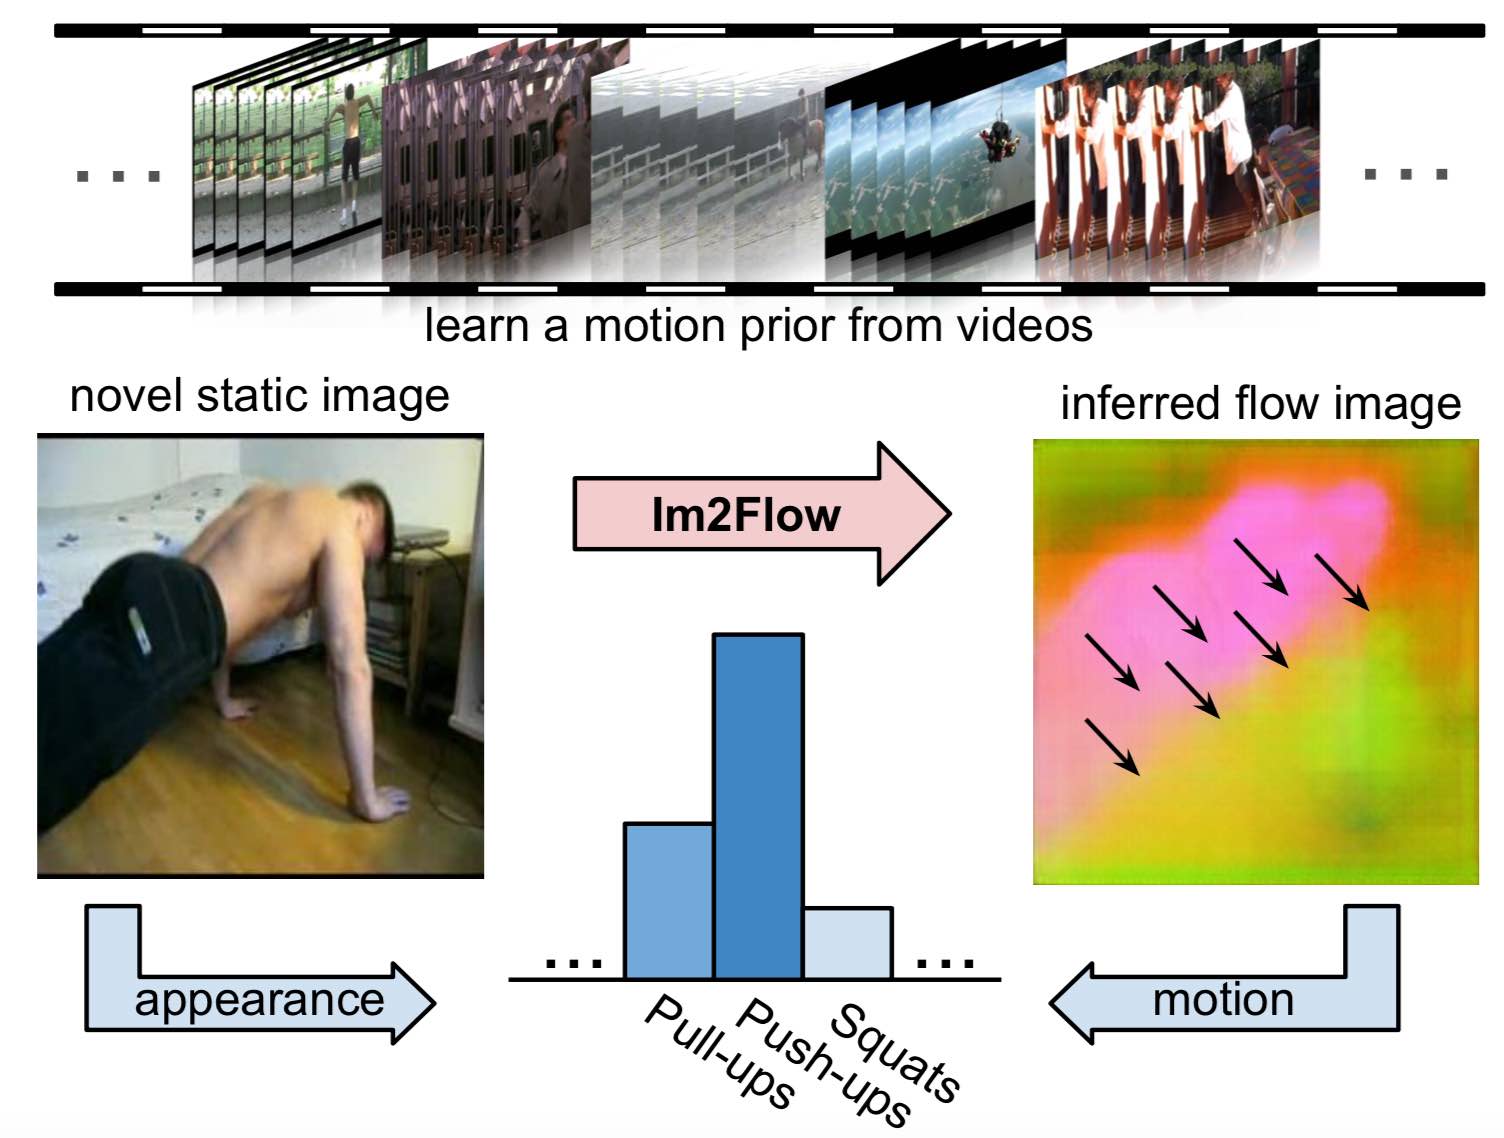 learn a motion prior from videos
novel static image
inferred flow image
Im2Flow
...
...
appearance
motion
Pull-ups
Push-ups
Squats